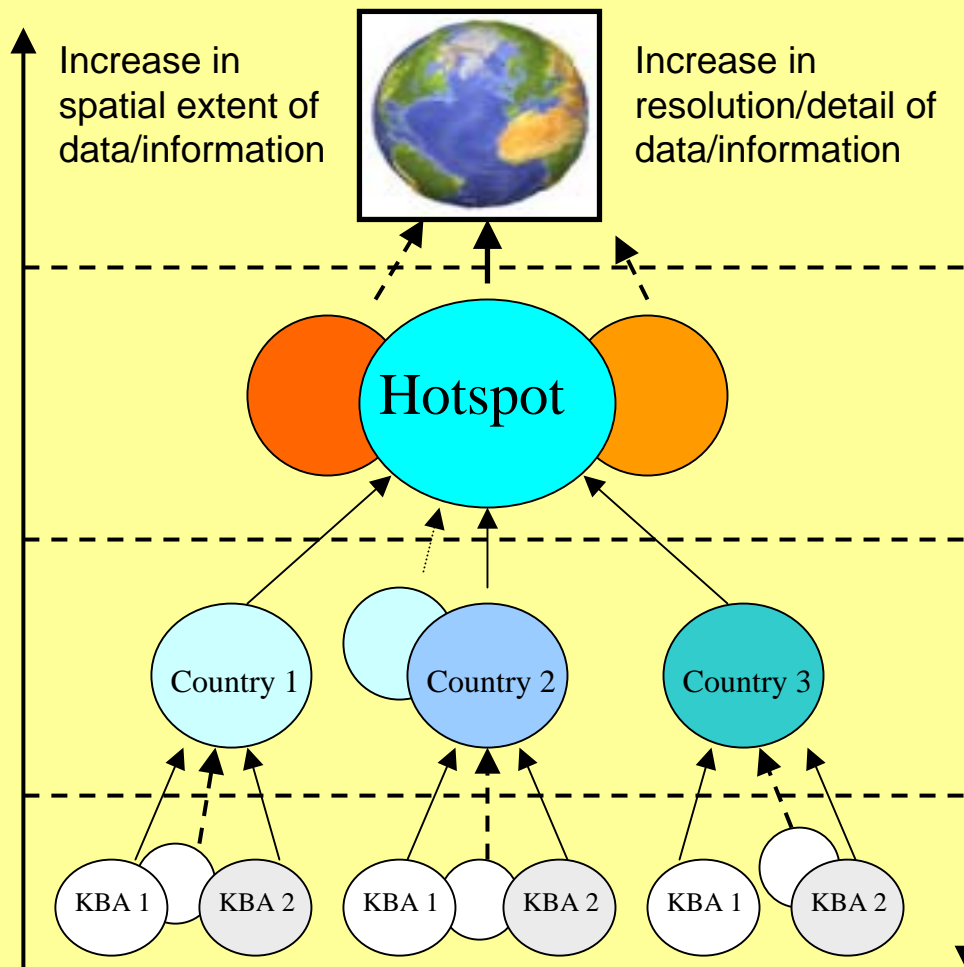 Increase in
spatial extent of
data/information
Increase in
resolution/detail of
data/information
Hotspot
Country 1
Country 2
Country 3
KBA 1
KBA 2
KBA 1
KBA 2
KBA 1
KBA 2